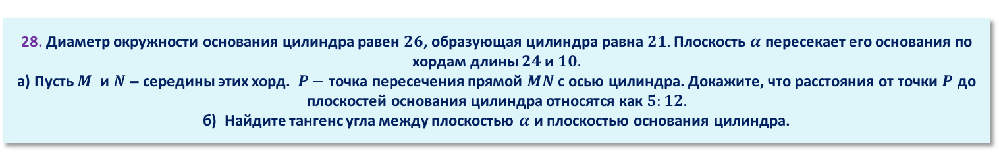 28. Диаметр окружности основания цилиндра равен 26, образующая цилиндра равна 21. Плоскость α пересекает его основания по
хордам длины 24 и 10.
а) Пусть M и N – середины этих хорд. P − точка пересечения прямой MN с осью цилиндра. Докажите, что расстояния от точки P до
плоскостей основания цилиндра относятся как 5: 12.
б) Найдите тангенс угла между плоскостью α и плоскостью основания цилиндра.